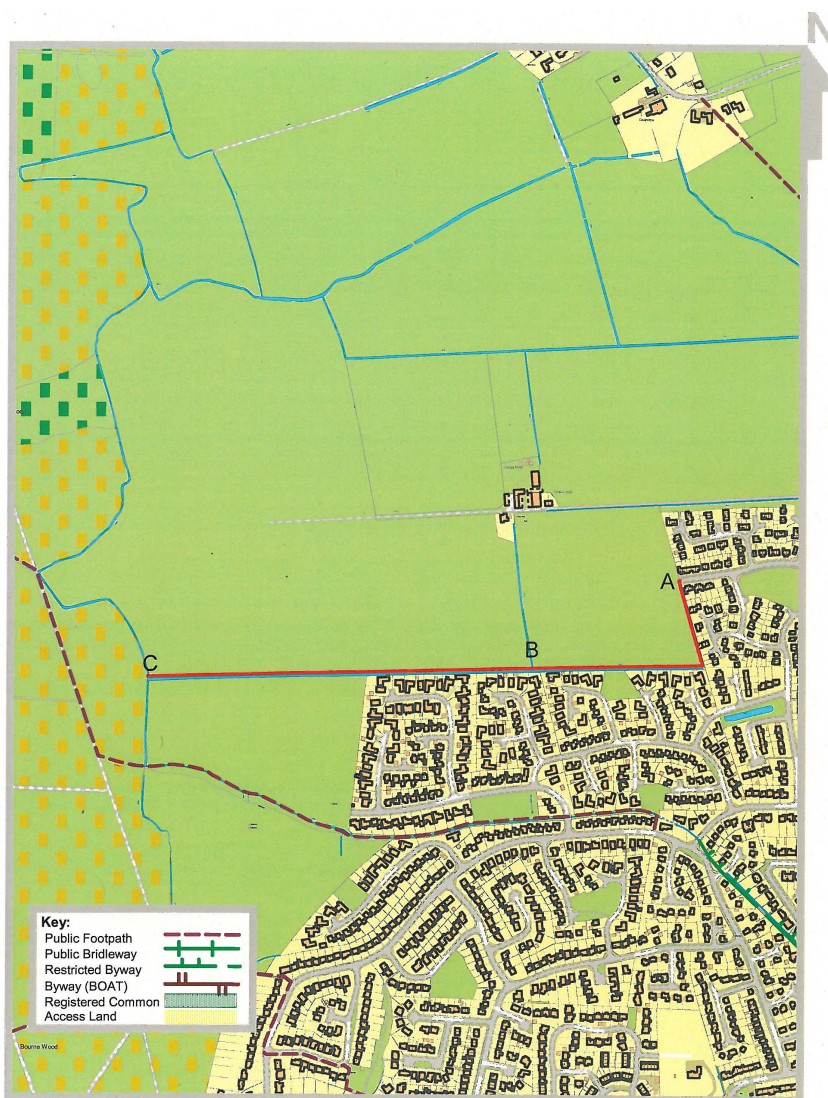 N
A
B
C
Key:
Public Footpath
Public Bridleway
Restricted Byway
Byway (BOAT)
Registered Common
Access Land
Bourne Wood